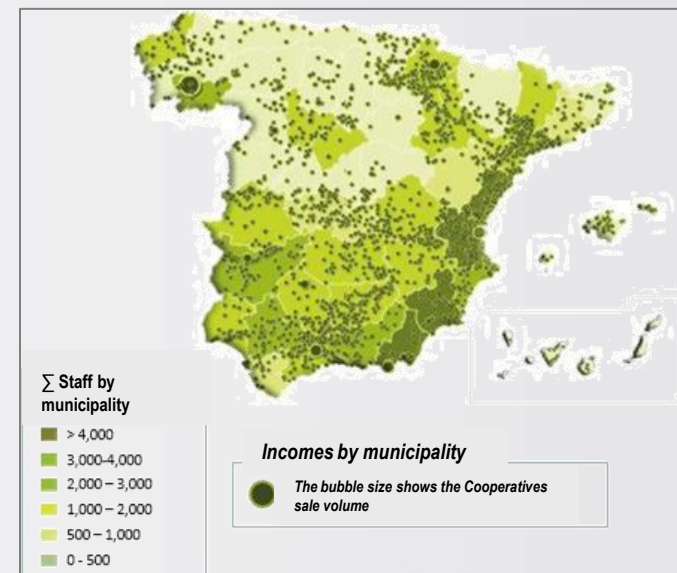 ∑ Staff by
municipality
> 4,000
3,000-4,000
2,000 – 3,000
1,000 – 2,000
500 – 1,000
0 - 500
Incomes by municipality
The bubble size shows the Cooperatives
sale volume